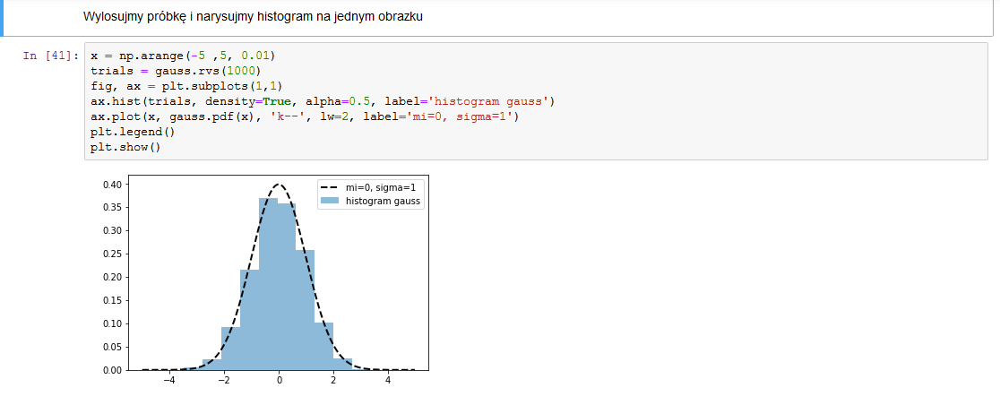 Wylosujmy próbkę i narysujmy histogram na jednym obrazku
In [41]: x = np.arange(-5 ,5, 0.01)
trials = gauss.rvs(1000)
fig, ax = plt.subplots(1,1)
ax.hist(trials, density=True, alpha=0.5, label='histogram gauss')
ax.plot(x, gauss.pdf(x), 'k--', lw=2, label='mi=0, sigma=1')
plt.legend()
plt.show()
mi=0, sigma=1
histogram gauss
0.40
0.35
0.30
0.25
0.20
0.15
0.10
0.05
0.00
−4 −2 0 2 4